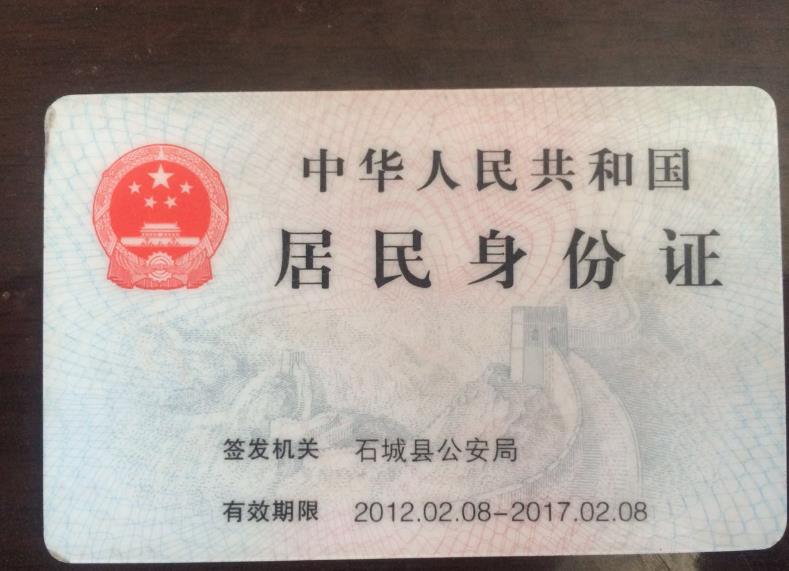 中华人民共和国
居民身份证
签发机关 石城县公安局
有效期限 2012.02.08-2017.02.08